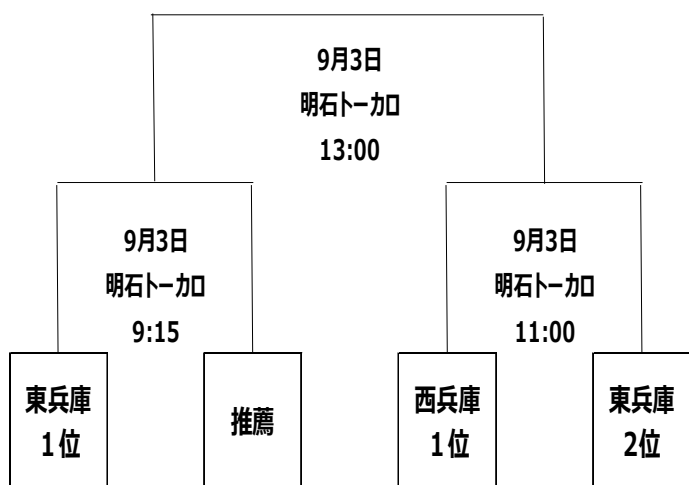 9月3日
明石トーカロ
13:00
9月3日
明石トーカロ
9:15
9月3日
明石トーカロ
11:00
東兵庫
1位
推薦
西兵庫
1位
東兵庫
2位